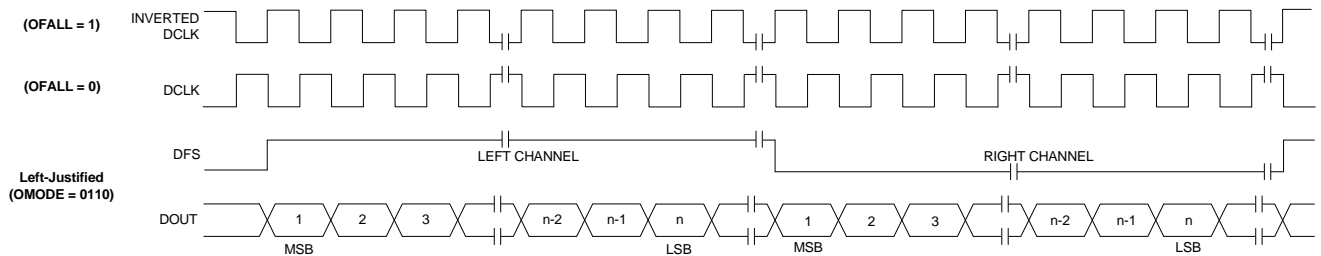 (OFALL = 1)
INVERTED
DCLK
(OFALL = 0)
DCLK
DFS
LEFT CHANNEL
RIGHT CHANNEL
Left-Justified
(OMODE = 0110)
DOUT
1 2 3 n-2 n-1 n 1 2 3 n-2 n-1 n
MSB LSB MSB LSB